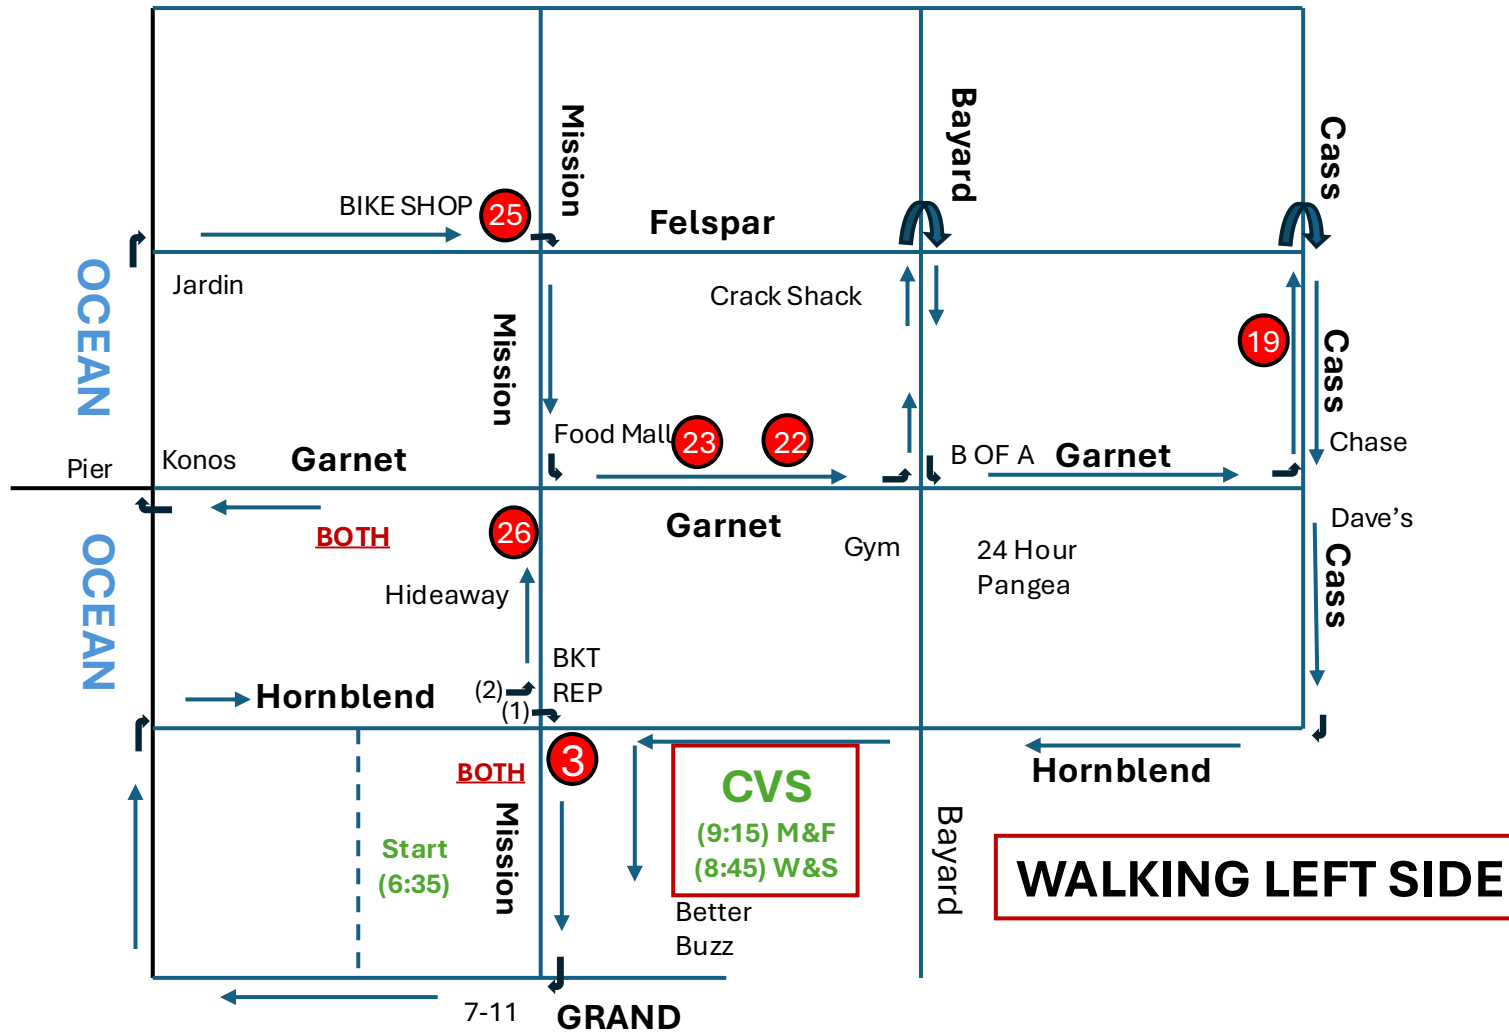 Mission
Bayard
Cass
BIKE SHOP
25
Felspar
OCEAN
Jardin
Crack Shack
Mission
19
Cass
Food Mall
23
22
Chase
Pier
Konos
Garnet
B OF A
Garnet
BOTH
26
Garnet
Dave’s
OCEAN
Gym
24 Hour
Pangea
Cass
Hideaway
BKT
REP
(2)
(1)
Hornblend
BOTH
3
CVS
(9:15) M&F
(8:45) W&S
Hornblend
Start
(6:35)
Mission
Bayard
WALKING LEFT SIDE
Better
Buzz
7-11
GRAND